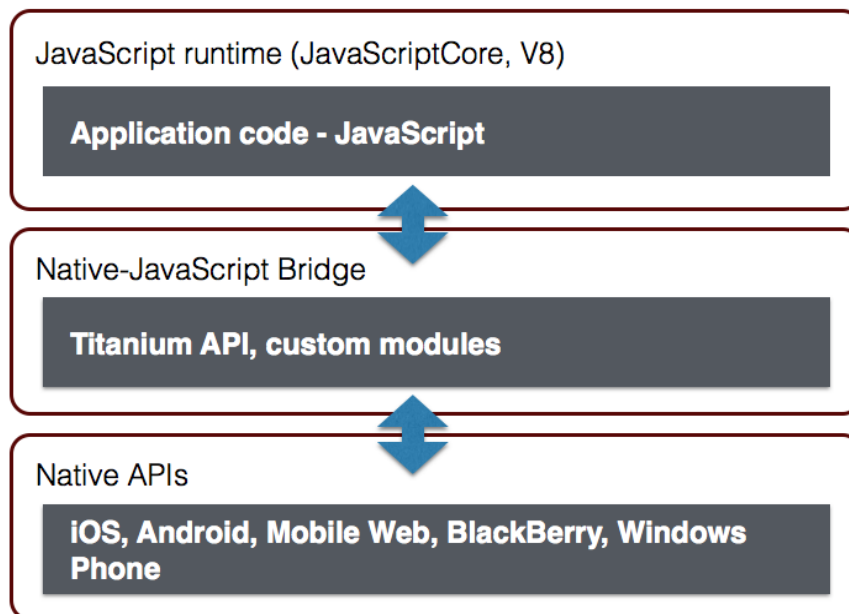 JavaScript runtime (JavaScriptCore, V8)
Application code - JavaScript
Native-JavaScript Bridge
Titanium API, custom modules
Native APIs
iOS, Android, Mobile Web, BlackBerry, Windows
Phone